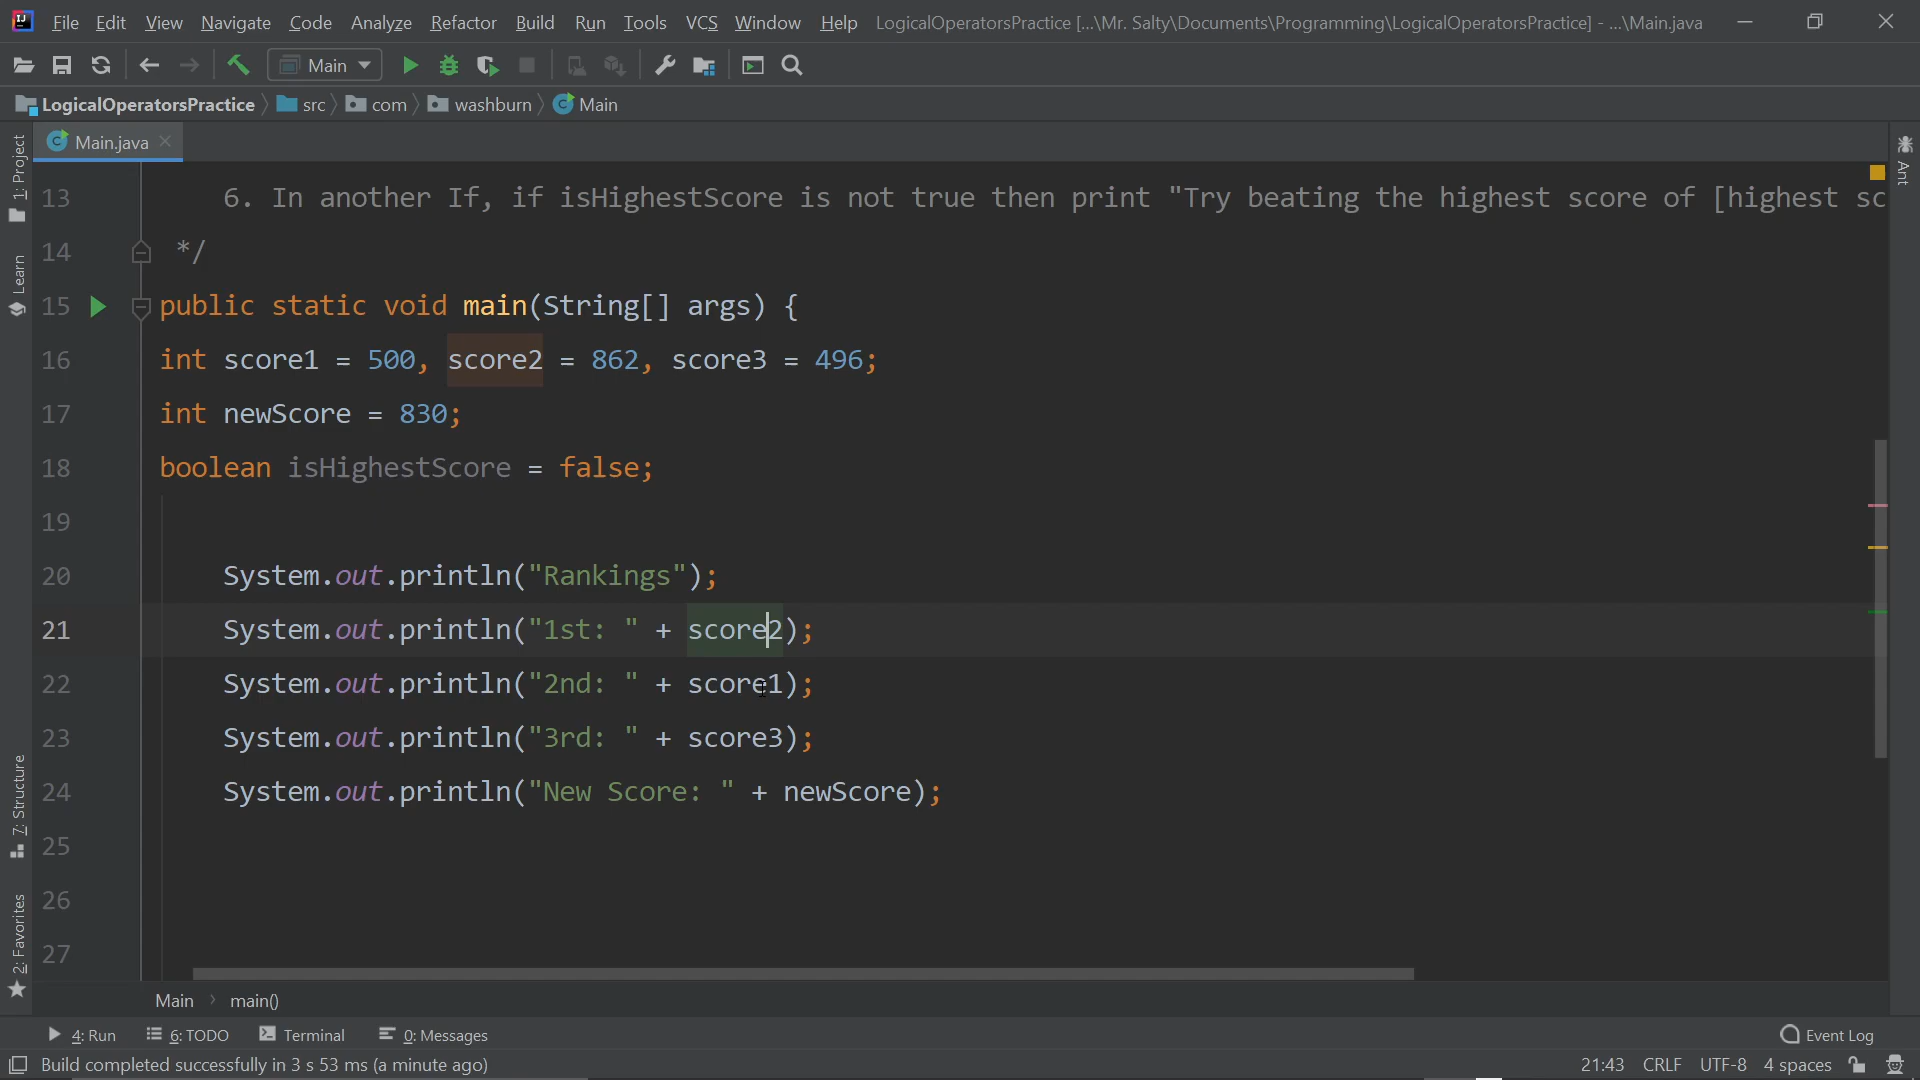 File Edit View Navigate Code Analyze Refactor Build Run Tools VCS Window Help LogicalOperatorsPractice [...\Mr. Salty\Documents\Programming\LogicalOperatorsPractice] - ...\Main.java
Main
LogicalOperatorsPractice src com washburn Main
Main.java
1: Project
Learn
7: Structure
2: Favorites
Ant
13 6. In another If, if isHighestScore is not true then print "Try beating the highest score of [highest sc
14 */
15 public static void main(String[] args) {
16 int score1 = 500, score2 = 862, score3 = 496;
17 int newScore = 830;
18 boolean isHighestScore = false;
19
20 System.out.println("Rankings");
21 System.out.println("1st: " + score2);
22 System.out.println("2nd: " + score1);
23 System.out.println("3rd: " + score3);
24 System.out.println("New Score: " + newScore);
25
26
27
Main main()
4: Run 6: TODO Terminal 0: Messages Event Log
Build completed successfully in 3 s 53 ms (a minute ago) 21:43 CRLF UTF-8 4 spaces